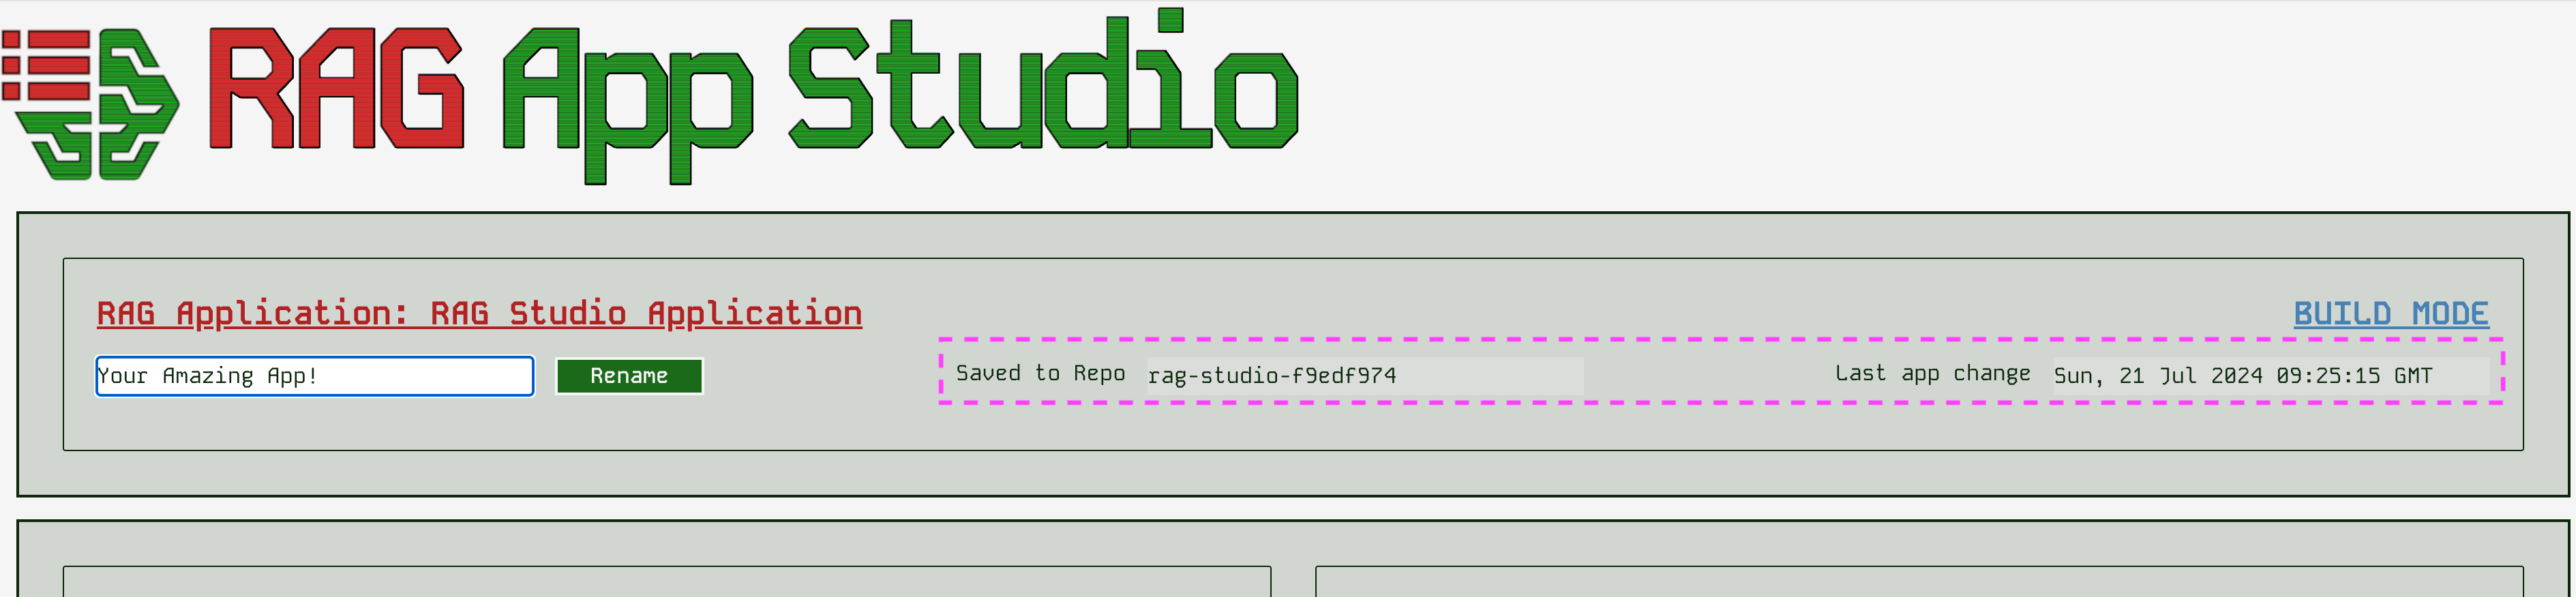 RAG App Studio
RAG Application: RAG Studio Application
BUILD MODE
Your Amazing App!
Rename
Saved to Repo
rag-studio-f9edf974
Last app change
Sun, 21 Jul 2024 09:25:15 GMT